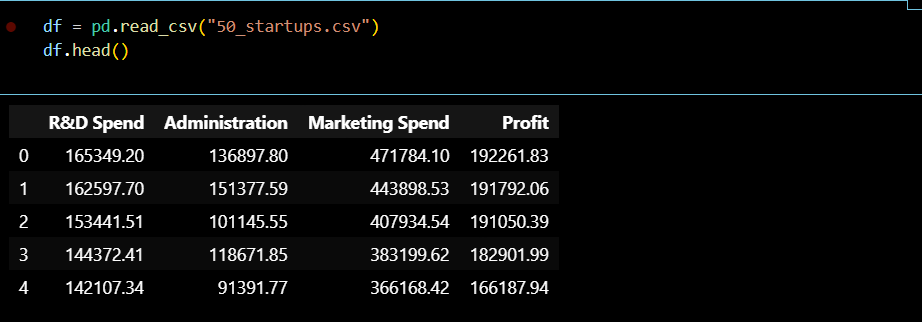 df = pd.read_csv("50_startups.csv")
df.head()
R&D Spend Administration Marketing Spend Profit
0 165349.20 136897.80 471784.10 192261.83
1 162597.70 151377.59 443898.53 191792.06
2 153441.51 101145.55 407934.54 191050.39
3 144372.41 118671.85 383199.62 182901.99
4 142107.34 91391.77 366168.42 166187.94